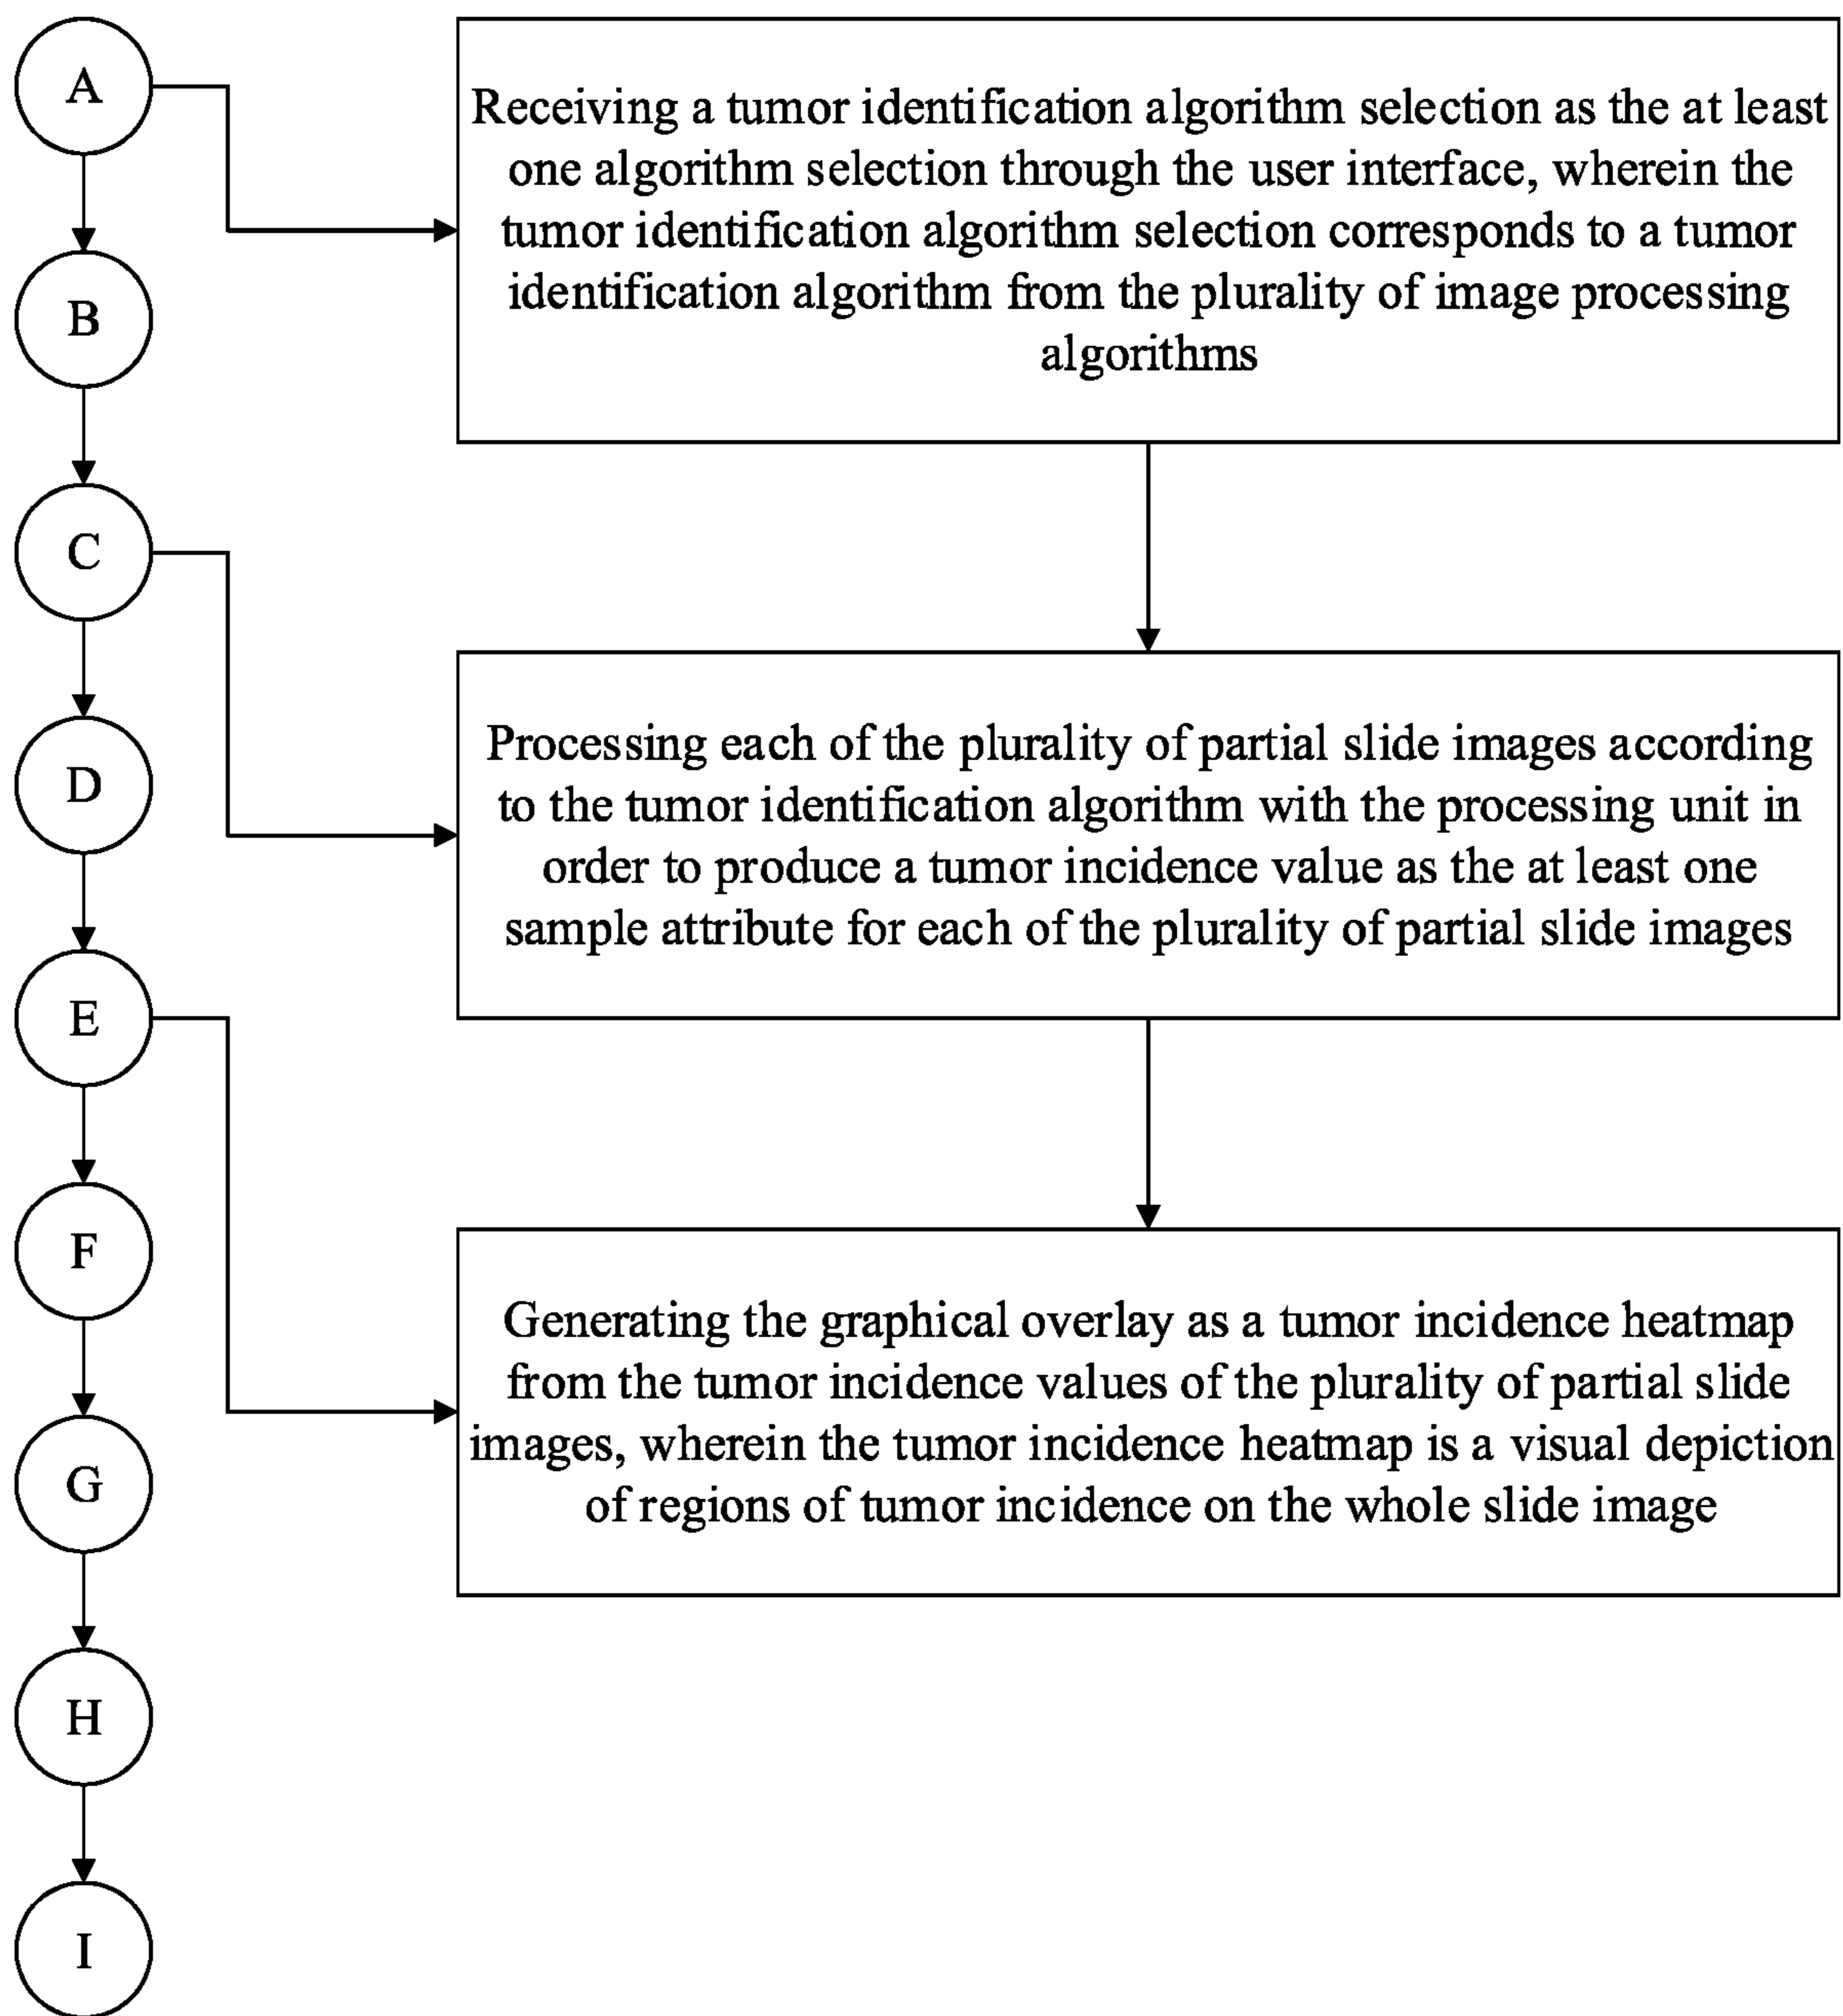 A
Receiving a tumor identification algorithm selection as the at least
one algorithm selection through the user interface, wherein the
tumor identification algorithm selection corresponds to a tumor
identification algorithm from the plurality of image processing
algorithms
B
C
Processing each of the plurality of partial slide images according
to the tumor identification algorithm with the processing unit in
order to produce a tumor incidence value as the at least one
sample attribute for each of the plurality of partial slide images
D
E
Generating the graphical overlay as a tumor incidence heatmap
from the tumor incidence values of the plurality of partial slide
images, wherein the tumor incidence heatmap is a visual depiction
of regions of tumor incidence on the whole slide image
F
G
H
I